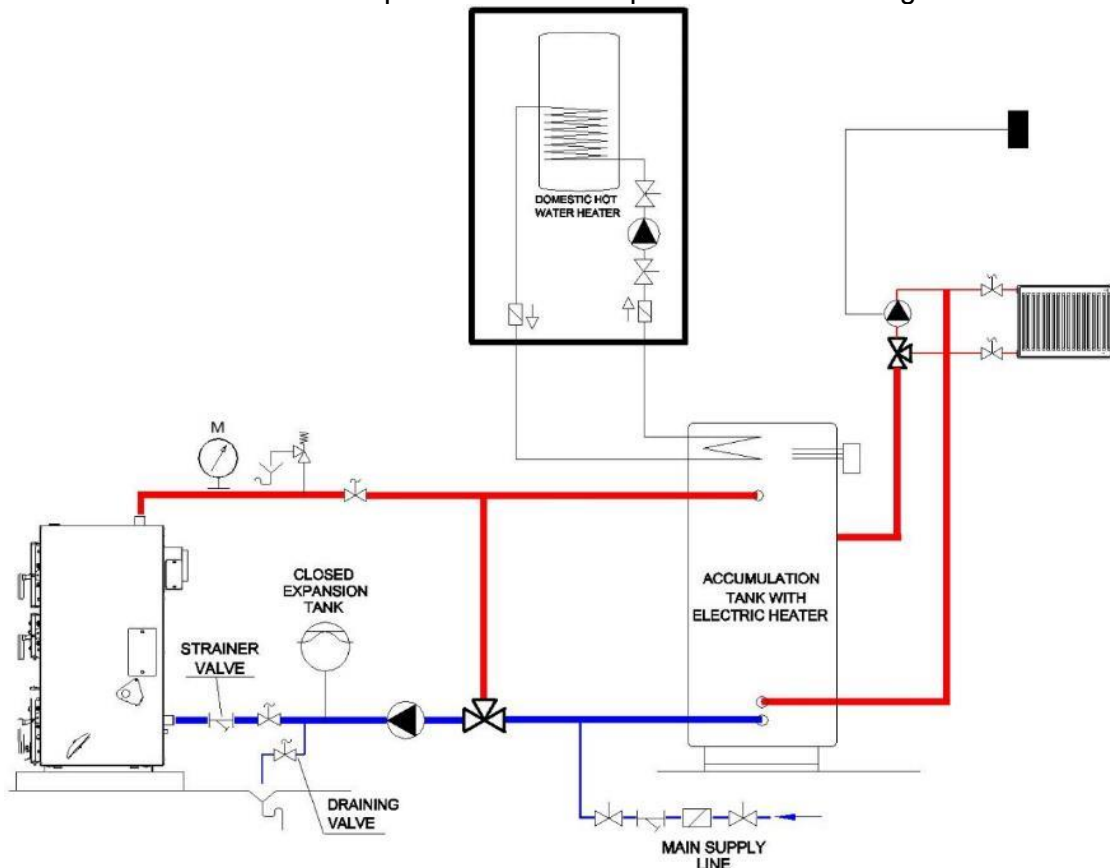 DOMESTIC HOT
WATER HEATER
M
CLOSED
EXPANSION
TANK
STRAINER
VALVE
ACCUMULATION
TANK WITH
ELECTRIC HEATER
DRAINING
VALVE
MAIN SUPPLY
LINE